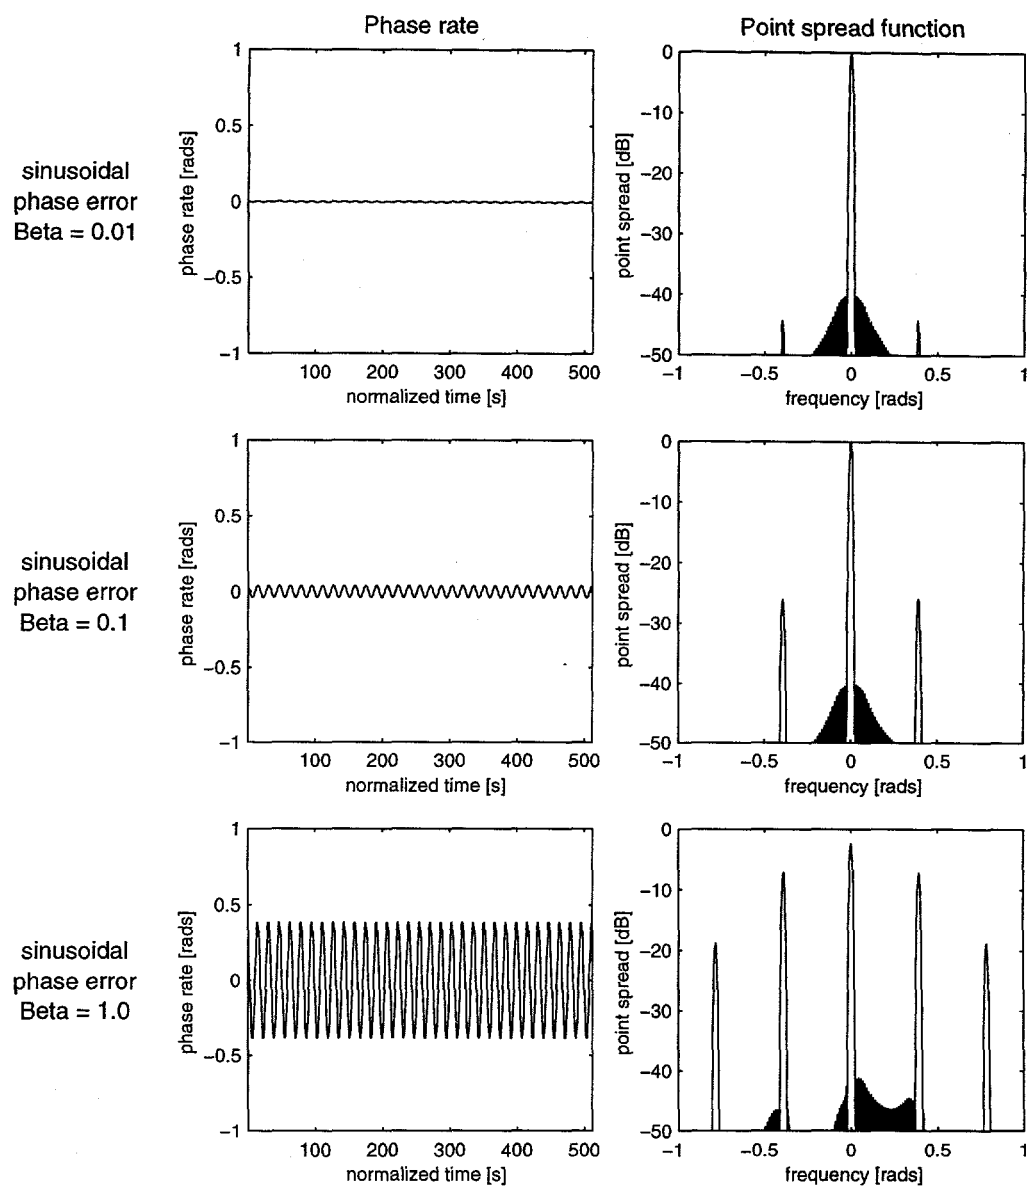 Phase rate
Point spread function
sinusoidal
phase error
Beta = 0.01
phase rate [rads]
1
0.5
0
−0.5
−1
100 200 300 400 500
normalized time [s]
point spread [dB]
0
−10
−20
−30
−40
−50
−1 −0.5 0 0.5 1
frequency [rads]
sinusoidal
phase error
Beta = 0.1
phase rate [rads]
1
0.5
0
−0.5
−1
100 200 300 400 500
normalized time [s]
point spread [dB]
0
−10
−20
−30
−40
−50
−1 −0.5 0 0.5 1
frequency [rads]
sinusoidal
phase error
Beta = 1.0
phase rate [rads]
1
0.5
0
−0.5
−1
100 200 300 400 500
normalized time [s]
point spread [dB]
0
−10
−20
−30
−40
−50
−1 −0.5 0 0.5 1
frequency [rads]